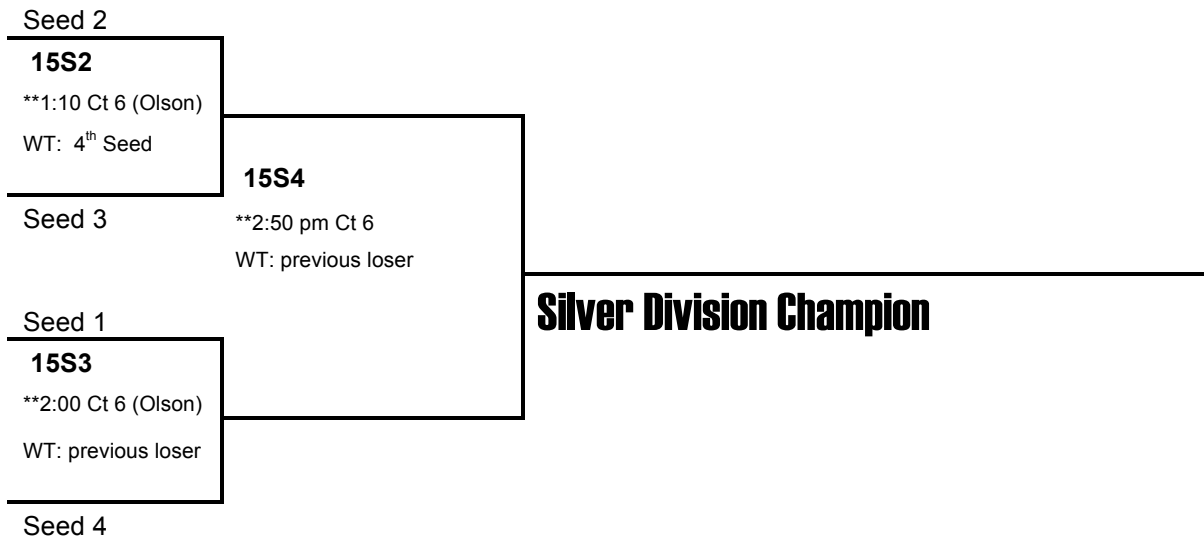 Seed 2
15S2
**1:10 Ct 6 (Olson)
WT: 4th Seed
Seed 3
15S4
**2:50 pm Ct 6
WT: previous loser
Silver Division Champion
Seed 1
15S3
**2:00 Ct 6 (Olson)
WT: previous loser
Seed 4